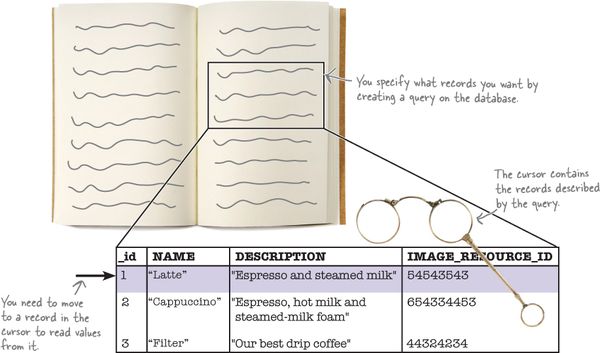 You specify what records you want by
creating a query on the database.
The cursor contains
the records described
by the query.
_id NAME DESCRIPTION IMAGE_RESOURCE_ID
1 “Latte” "Espresso and steamed milk" 54543543
2 “Cappuccino” "Espresso, hot milk and
steamed-milk foam" 654334453
3 “Filter” "Our best drip coffee" 44324234
You need to move
to a record in the
cursor to read values
from it.